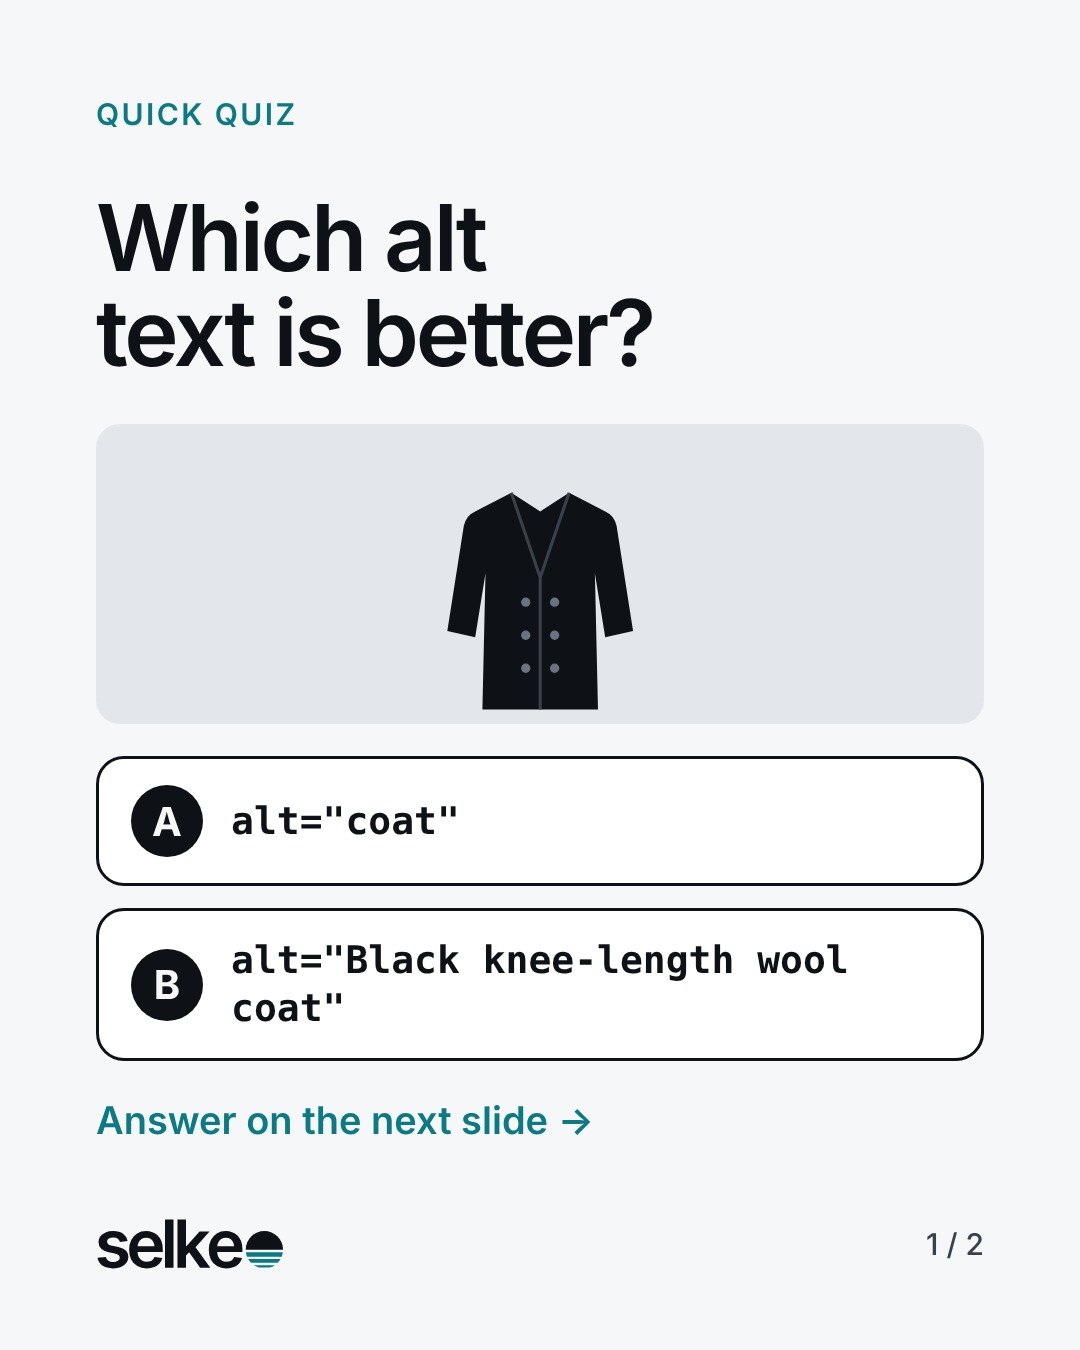 QUICK QUIZ
Which alt
text is better?
A alt="coat"
B alt="Black knee-length wool
coat"
Answer on the next slide →
selkeo
1 / 2